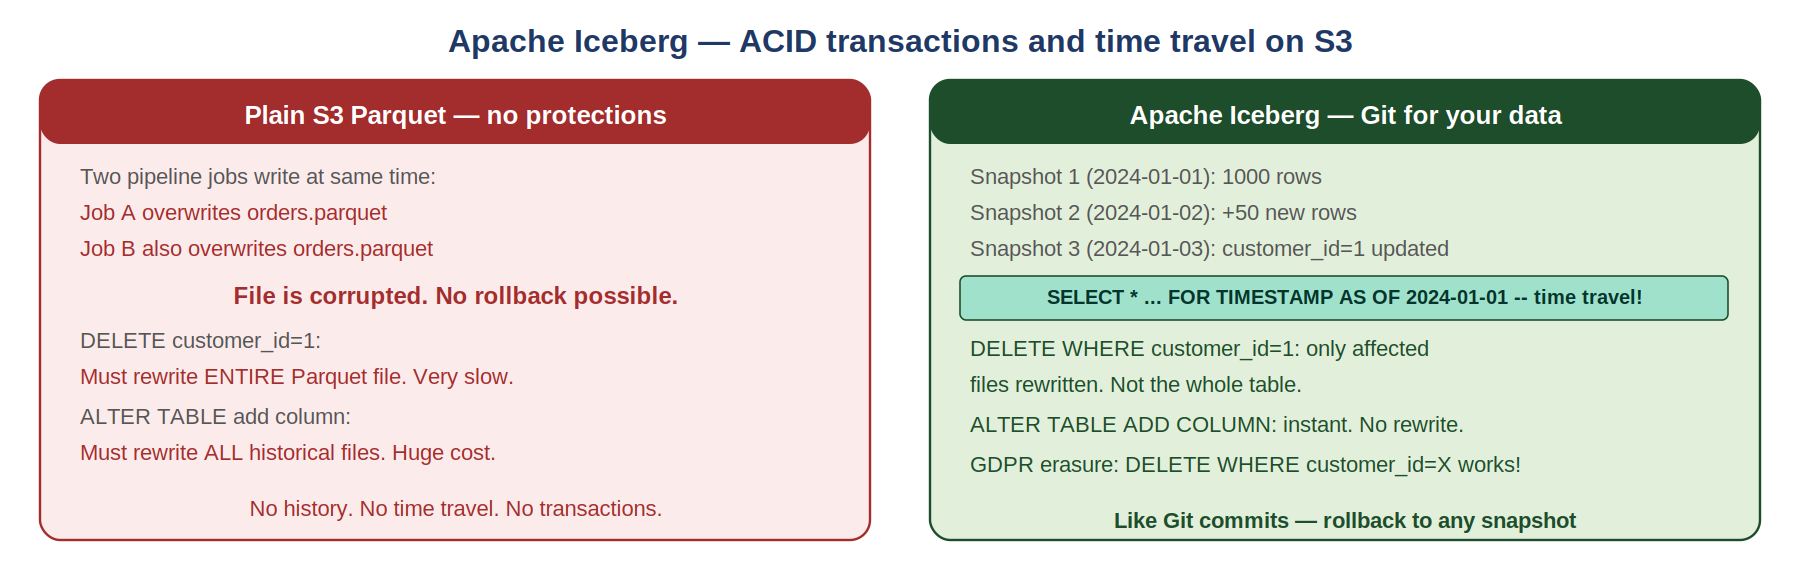 Apache Iceberg — ACID transactions and time travel on S3
Plain S3 Parquet — no protections
Two pipeline jobs write at same time:
Job A overwrites orders.parquet
Job B also overwrites orders.parquet
File is corrupted. No rollback possible.
DELETE customer_id=1:
Must rewrite ENTIRE Parquet file. Very slow.
ALTER TABLE add column:
Must rewrite ALL historical files. Huge cost.
No history. No time travel. No transactions.
Apache Iceberg — Git for your data
Snapshot 1 (2024-01-01): 1000 rows
Snapshot 2 (2024-01-02): +50 new rows
Snapshot 3 (2024-01-03): customer_id=1 updated
SELECT * ... FOR TIMESTAMP AS OF 2024-01-01 -- time travel!
DELETE WHERE customer_id=1: only affected
files rewritten. Not the whole table.
ALTER TABLE ADD COLUMN: instant. No rewrite.
GDPR erasure: DELETE WHERE customer_id=X works!
Like Git commits — rollback to any snapshot